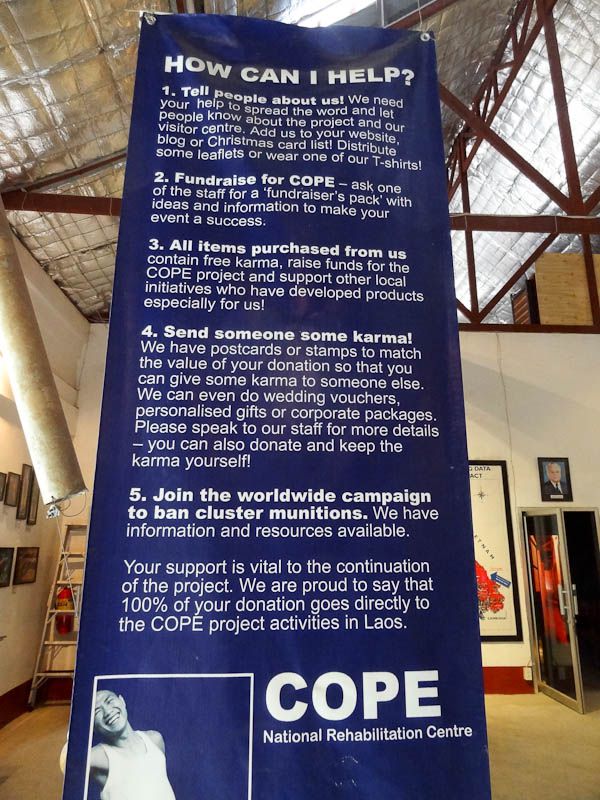 HOW CAN I HELP?
1. Tell people about us! We need
your help to spread the word and let
people know about the project and our
visitor centre. Add us to your website,
blog or Christmas card list! Distribute
some leaflets or wear one of our T-shirts!
2. Fundraise for COPE – ask one
of the staff for a 'fundraiser's pack' with
ideas and information to make your
event a success.
3. All items purchased from us
contain free karma, raise funds for the
COPE project and support other local
initiatives who have developed products
especially for us!
4. Send someone some karma!
We have postcards or stamps to match
the value of your donation so that you
can give some karma to someone else.
We can even do wedding vouchers,
personalised gifts or corporate packages.
Please speak to our staff for more details
– you can also donate and keep the
karma yourself!
5. Join the worldwide campaign
to ban cluster munitions. We have
information and resources available.
Your support is vital to the continuation
of the project. We are proud to say that
100% of your donation goes directly to
the COPE project activities in Laos.
COPE
National Rehabilitation Centre
DATA